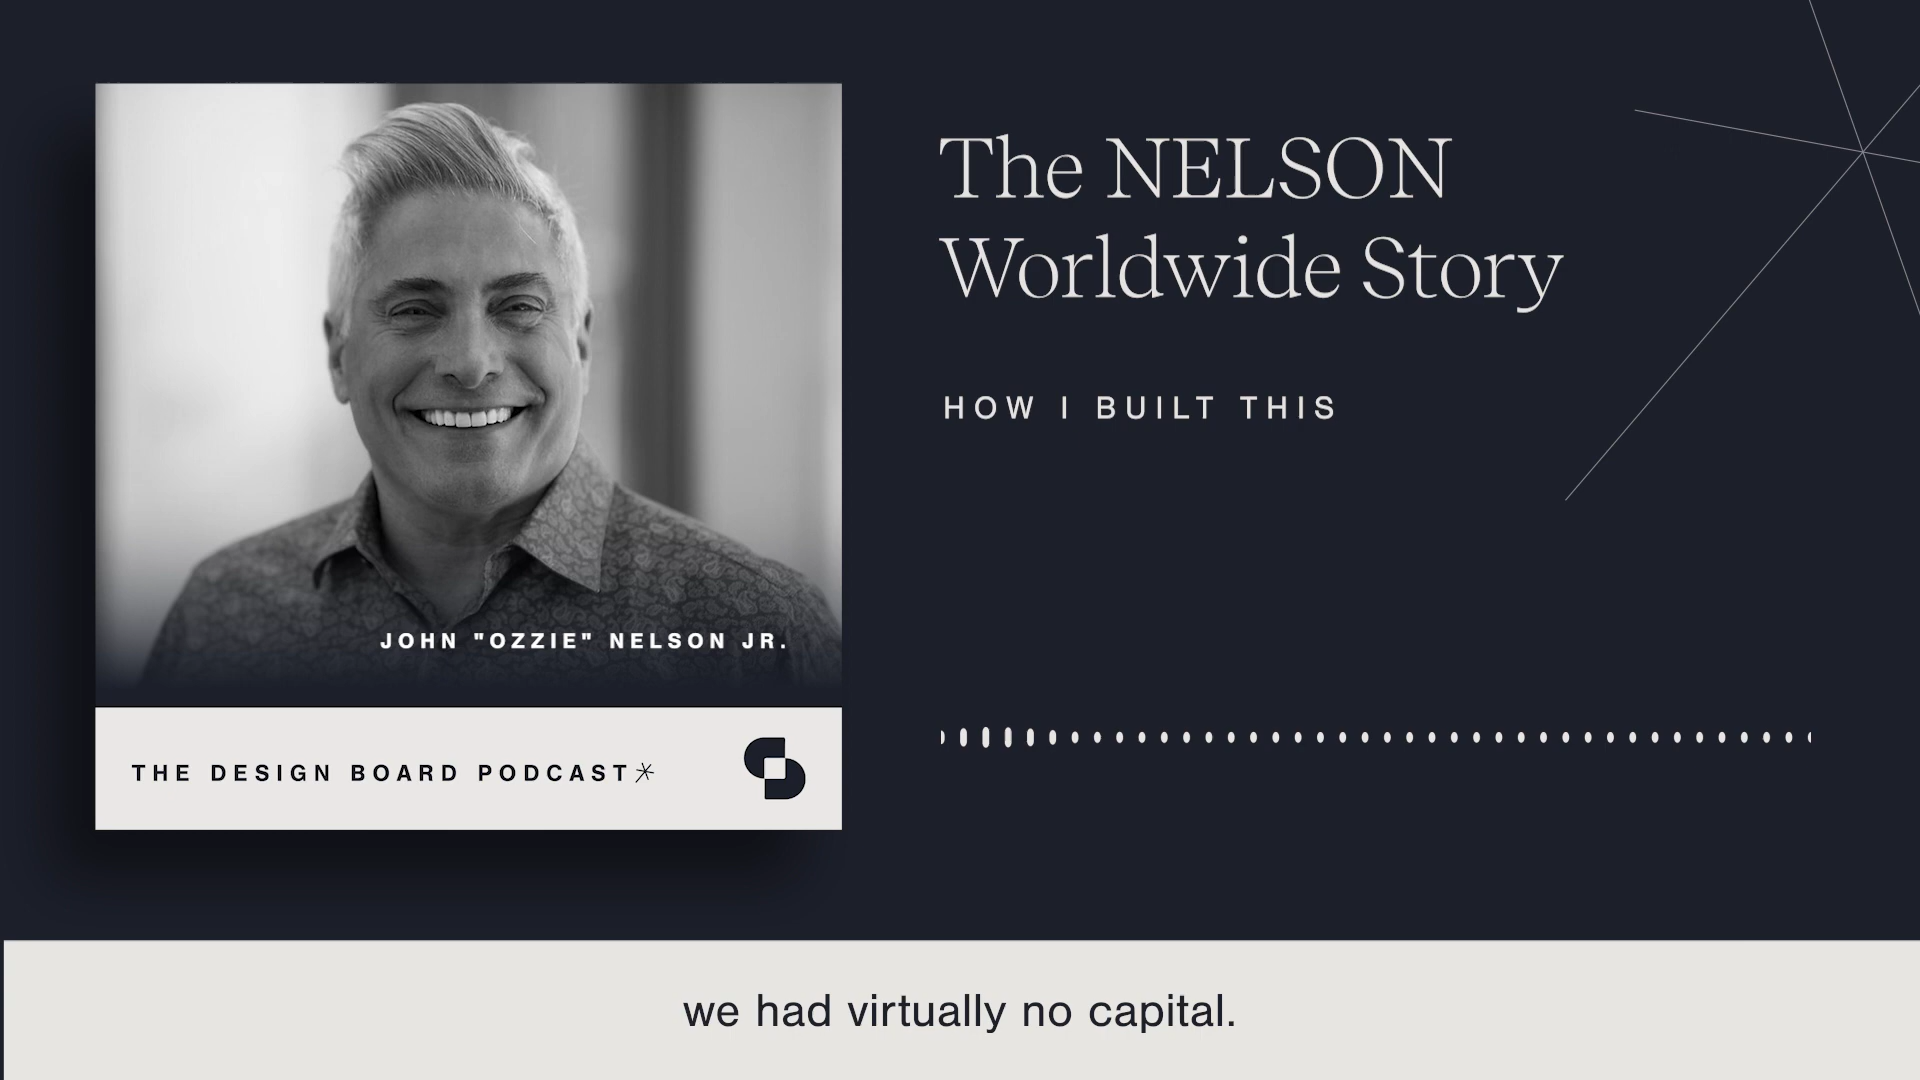 The NELSON
Worldwide Story
HOW I BUILT THIS
JOHN "OZZIE" NELSON JR.
THE DESIGN BOARD PODCAST
we had virtually no capital.